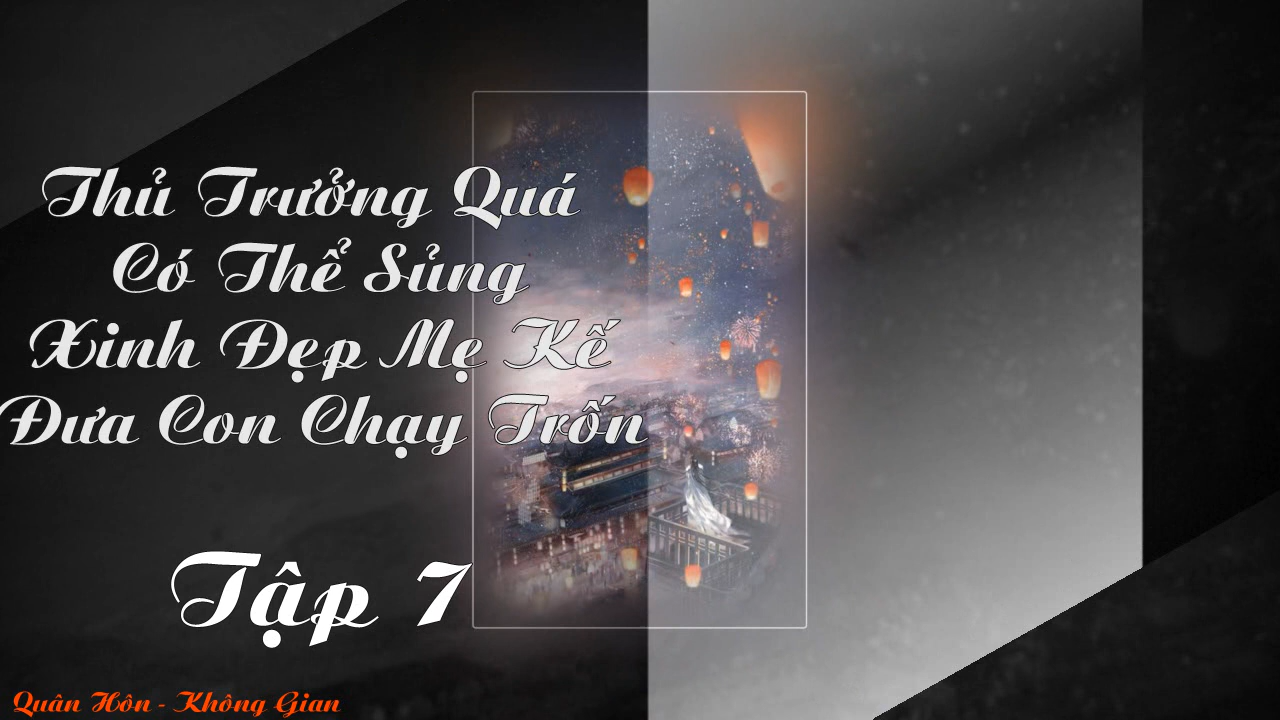 Thủ Trưởng Quá
Có Thể Sủng
Xinh Đẹp Mẹ Kế
Đưa Con Chạy Trốn
Tập 7
Quân Hôn - Không Gian